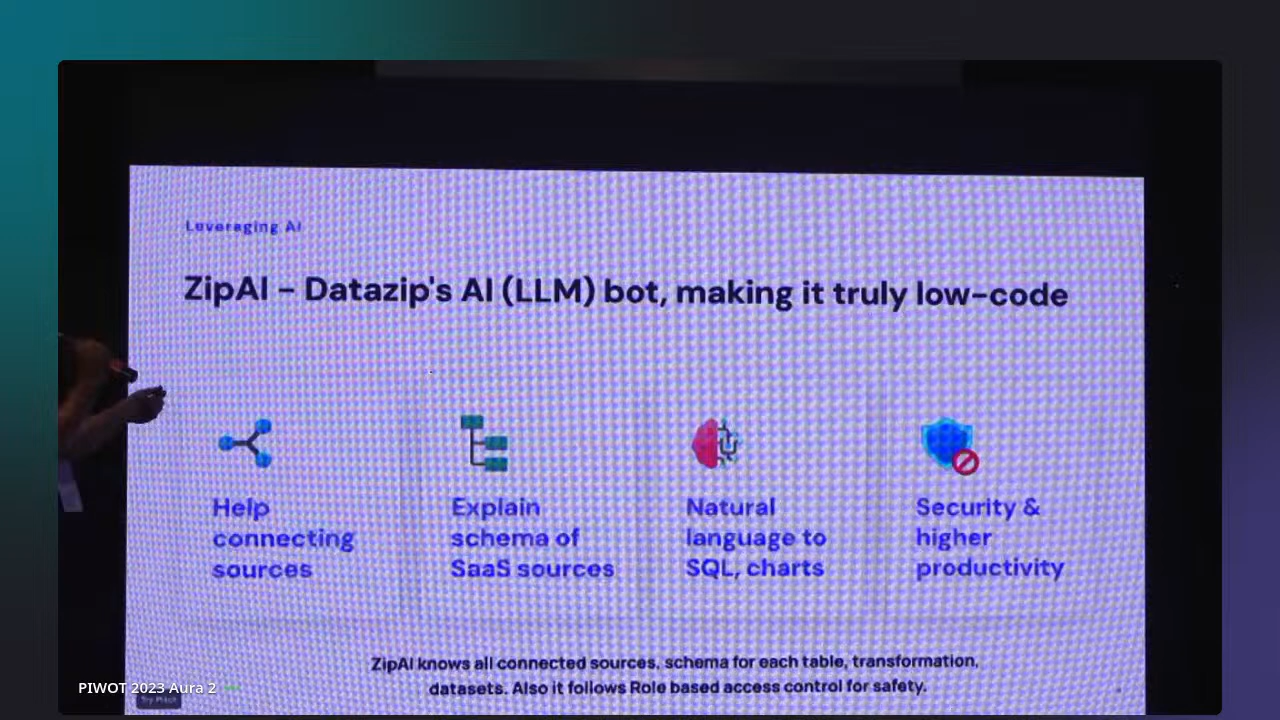 Leveraging AI
ZipAI – Datazip's AI (LLM) bot, making it truly low-code
Help
connecting
sources
Explain
schema of
SaaS sources
Natural
language to
SQL, charts
Security &
higher
productivity
ZipAI knows all connected sources, schema for each table, transformation,
datasets. Also it follows Role based access control for safety.
PIWOT 2023 Aura 2
Try Pitch